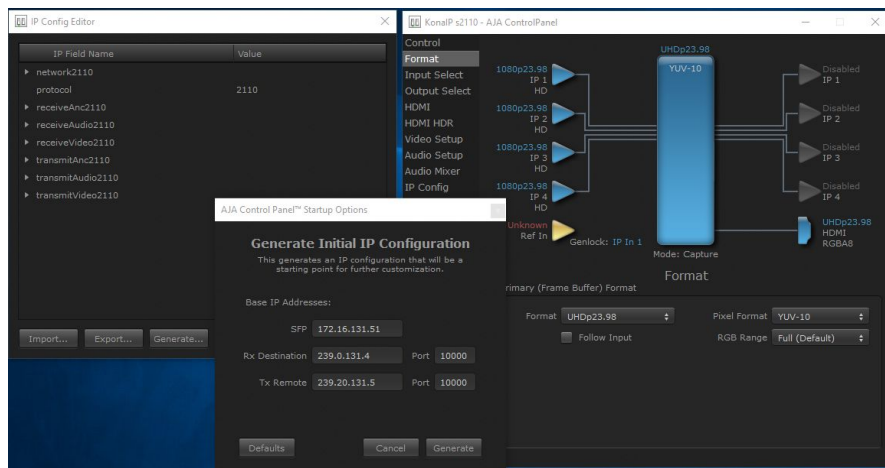 IP Config Editor
IP Field Name Value
network2110
protocol 2110
receiveAnc2110
receiveAudio2110
receiveVideo2110
transmitAnc2110
transmitAudio2110
transmitVideo2110
Import... Export... Generate...
AJA Control Panel™ Startup Options
Generate Initial IP Configuration
This generates an IP configuration that will be a
starting point for further customization.
Base IP Addresses:
SFP 172.16.131.51
Rx Destination 239.0.131.4 Port 10000
Tx Remote 239.20.131.5 Port 10000
Defaults Cancel Generate
KonaIP s2110 - AJA ControlPanel
Control
Format
Input Select
Output Select
HDMI
HDMI HDR
Video Setup
Audio Setup
Audio Mixer
IP Config
UHDp23.98
YUV-10
1080p23.98
IP 1
HD
1080p23.98
IP 2
HD
1080p23.98
IP 3
HD
1080p23.98
IP 4
HD
Unknown
Ref In
Genlock: IP In 1
Mode: Capture
Disabled
IP 1
Disabled
IP 2
Disabled
IP 3
Disabled
IP 4
UHDp23.98
HDMI
RGBA8
Format
rimary (Frame Buffer) Format
Format UHDp23.98 Pixel Format YUV-10
Follow Input RGB Range Full (Default)